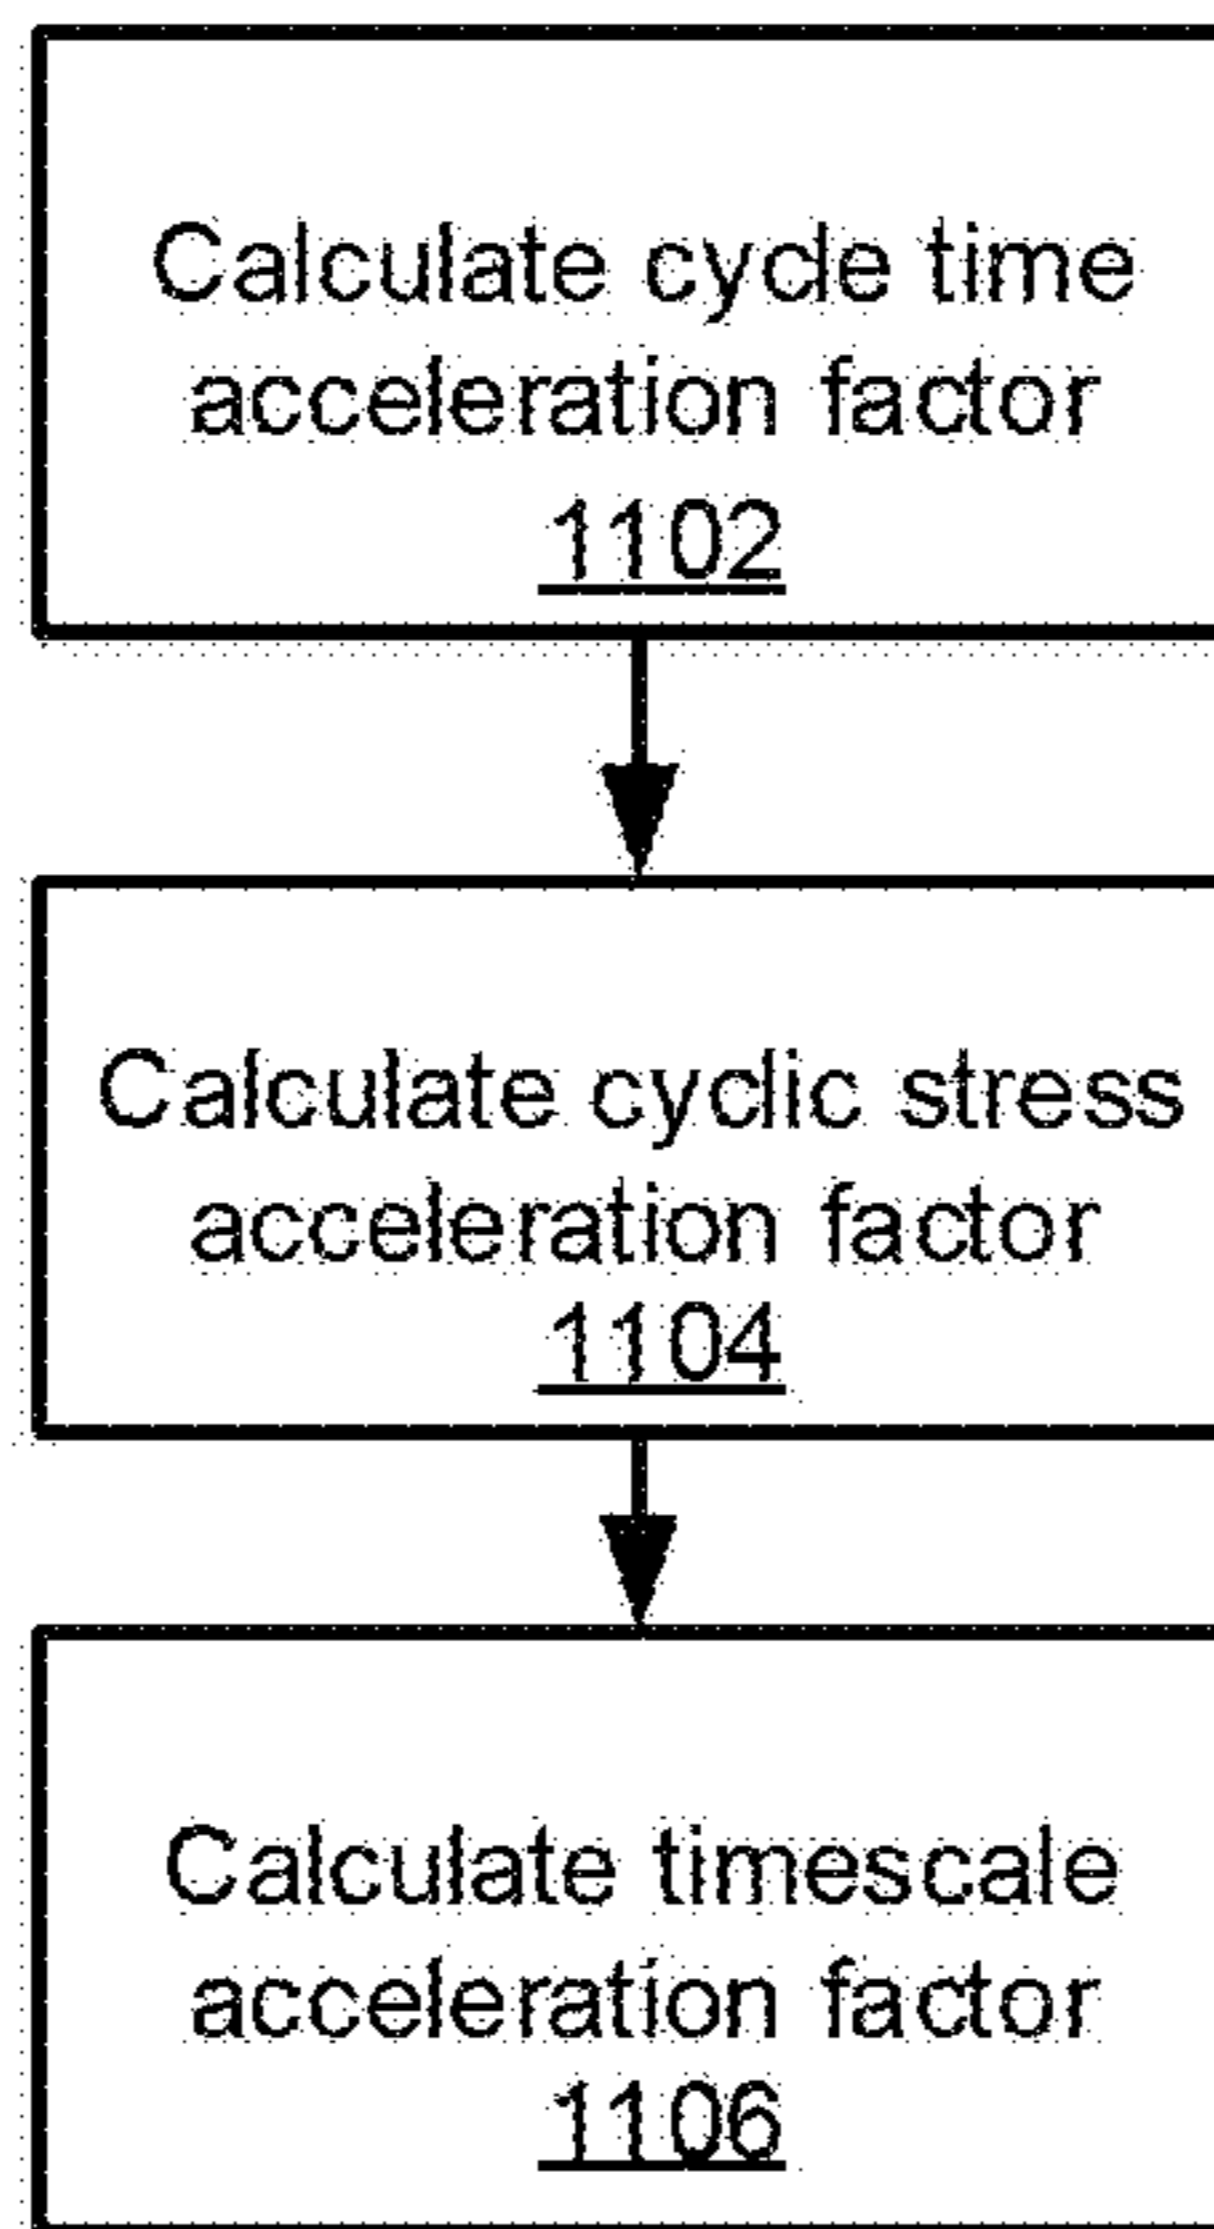 Calculate cycle time
acceleration factor
1102
Calculate cyclic stress
acceleration factor
1104
Calculate timescale
acceleration factor
1106